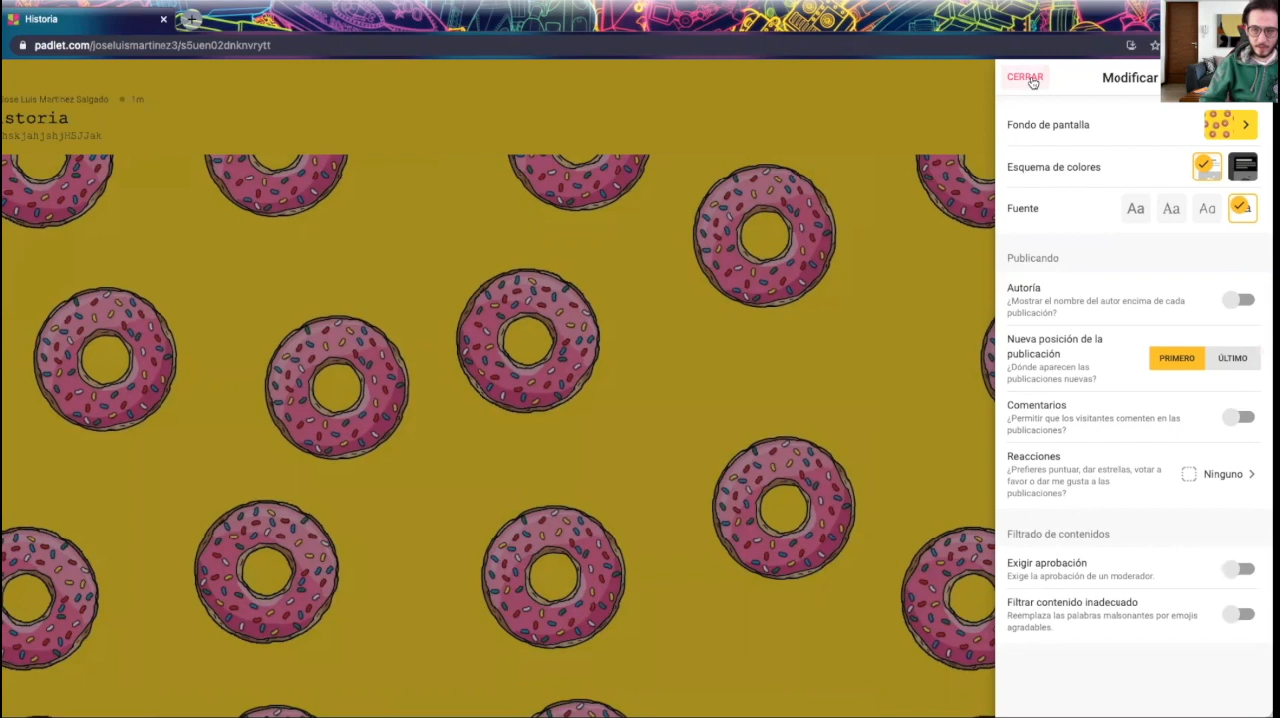 Historia
padlet.com/joseluismartinez3/s5uen02dnknvrytt
Jose Luis Martinez Salgado 1m
storia
hskjahjshjHSJJak
CERRAR
Modificar
Fondo de pantalla
Esquema de colores
Fuente
Aa Aa Aa a
Publicando
Autoría
¿Mostrar el nombre del autor encima de cada
publicación?
Nueva posición de la
publicación
¿Dónde aparecen las
publicaciones nuevas?
PRIMERO ÚLTIMO
Comentarios
¿Permitir que los visitantes comenten en las
publicaciones?
Reacciones
¿Prefieres puntuar, dar estrellas, votar a
favor o dar me gusta a las
publicaciones?
Ninguno
Filtrado de contenidos
Exigir aprobación
Exige la aprobación de un moderador.
Filtrar contenido inadecuado
Reemplaza las palabras malsonantes por emojis
agradables.